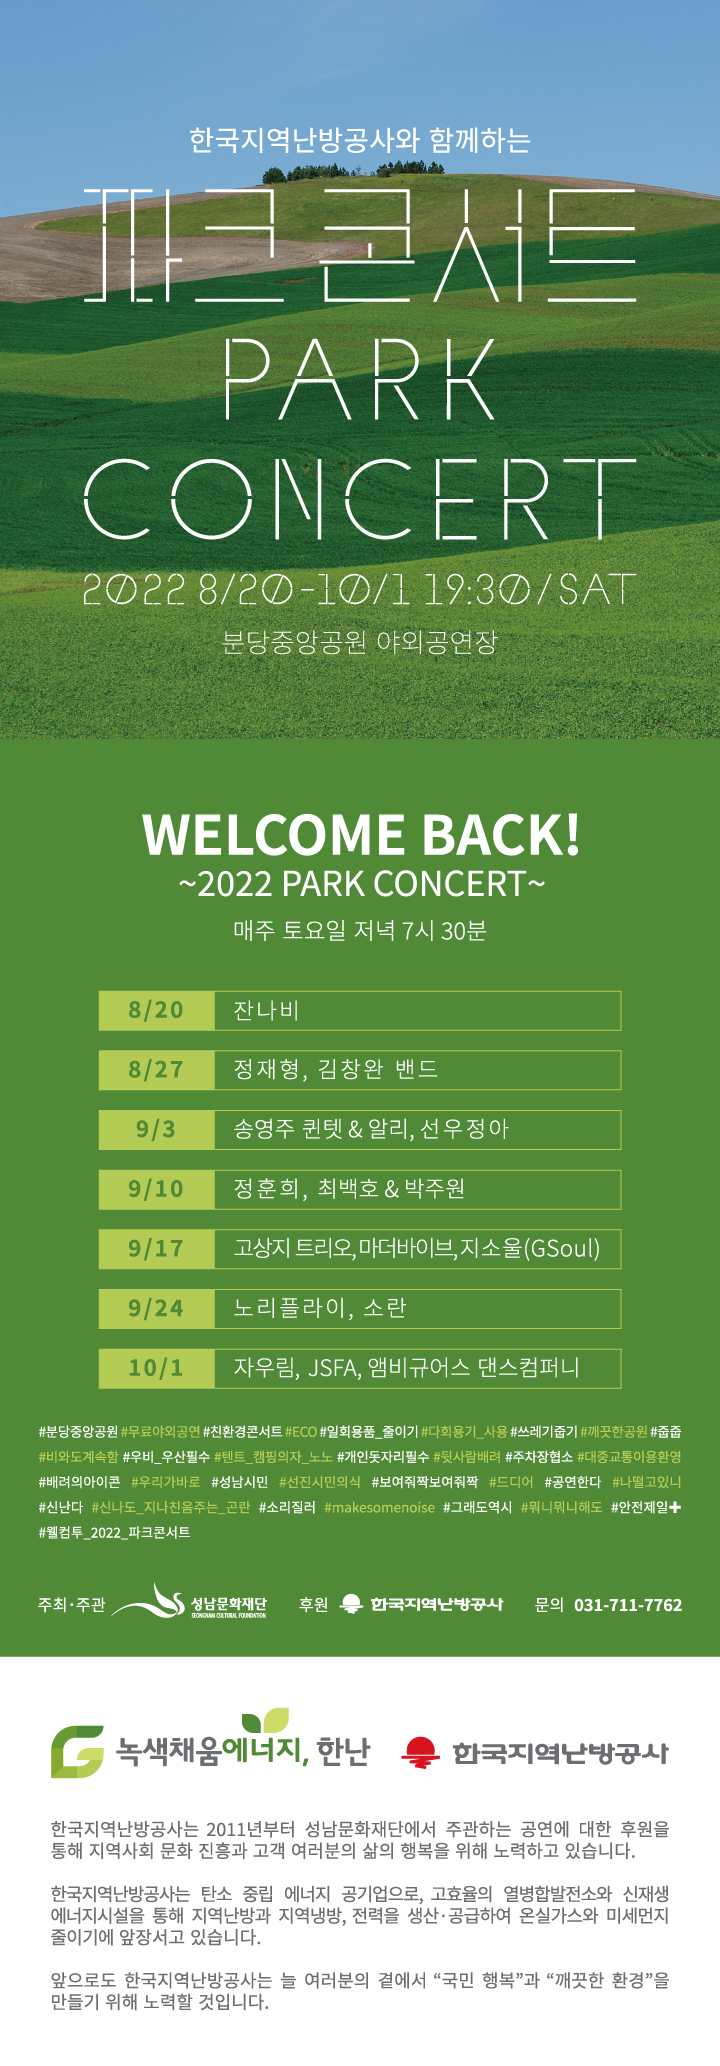 한국지역난방공사와 함께하는
파크콘서트
PARK
CONCERT
2022 8/20-10/1 19:30/SAT
분당중앙공원 야외공연장
WELCOME BACK!
~2022 PARK CONCERT~
매주 토요일 저녁 7시 30분
8/20 잔나비
8/27 정재형, 김창완 밴드
9/3 송영주 퀸텟 & 알리, 선우정아
9/10 정훈희, 최백호 & 박주원
9/17 고상지 트리오, 마더바이브, 지소울(GSoul)
9/24 노리플라이, 소란
10/1 자우림, JSFA, 앰비규어스 댄스컴퍼니
#분당중앙공원 #무료야외공연 #친환경콘서트 #ECO #일회용품_줄이기 #다회용기_사용 #쓰레기줍기 #깨끗한공원 #줍줍
#비와도계속함 #우비_우산필수 #텐트_캠핑의자_노노 #개인돗자리필수 #뒷사람배려 #주차장협소 #대중교통이용환영
#배려의아이콘 #우리가바로 #성남시민 #선진시민의식 #보여줘짝보여줘짝 #드디어 #공연한다 #나떨고있니
#신난다 #신나도_지나친음주는_곤란 #소리질러 #makesomenoise #그래도역시 #뭐니뭐니해도 #안전제일✚
#웰컴투_2022_파크콘서트
주최·주관 성남문화재단 SEONGNAM CULTURAL FOUNDATION 후원 한국지역난방공사 문의 031-711-7762
녹색채움에너지, 한난 한국지역난방공사
한국지역난방공사는 2011년부터 성남문화재단에서 주관하는 공연에 대한 후원을
통해 지역사회 문화 진흥과 고객 여러분의 삶의 행복을 위해 노력하고 있습니다.
한국지역난방공사는 탄소 중립 에너지 공기업으로, 고효율의 열병합발전소와 신재생
에너지시설을 통해 지역난방과 지역냉방, 전력을 생산·공급하여 온실가스와 미세먼지
줄이기에 앞장서고 있습니다.
앞으로도 한국지역난방공사는 늘 여러분의 곁에서 “국민 행복”과 “깨끗한 환경”을
만들기 위해 노력할 것입니다.